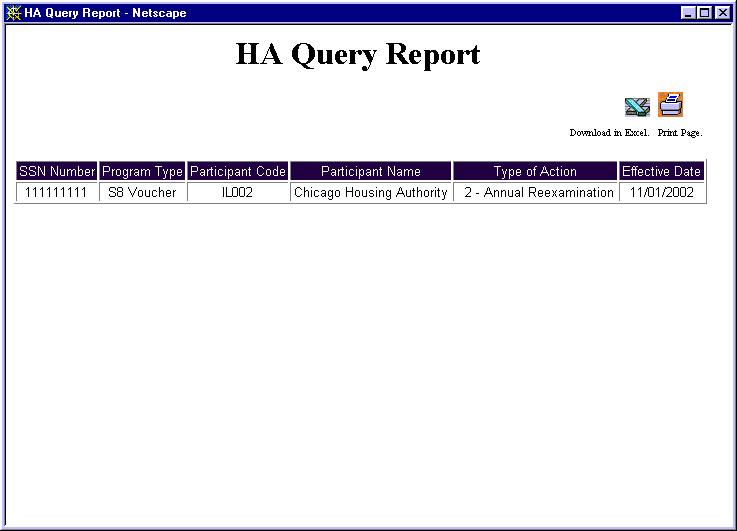 HA Query Report - Netscape
HA Query Report
Download in Excel. Print Page.
SSN Number Program Type Participant Code Participant Name Type of Action Effective Date
111111111 S8 Voucher IL002 Chicago Housing Authority 2 - Annual Reexamination 11/01/2002